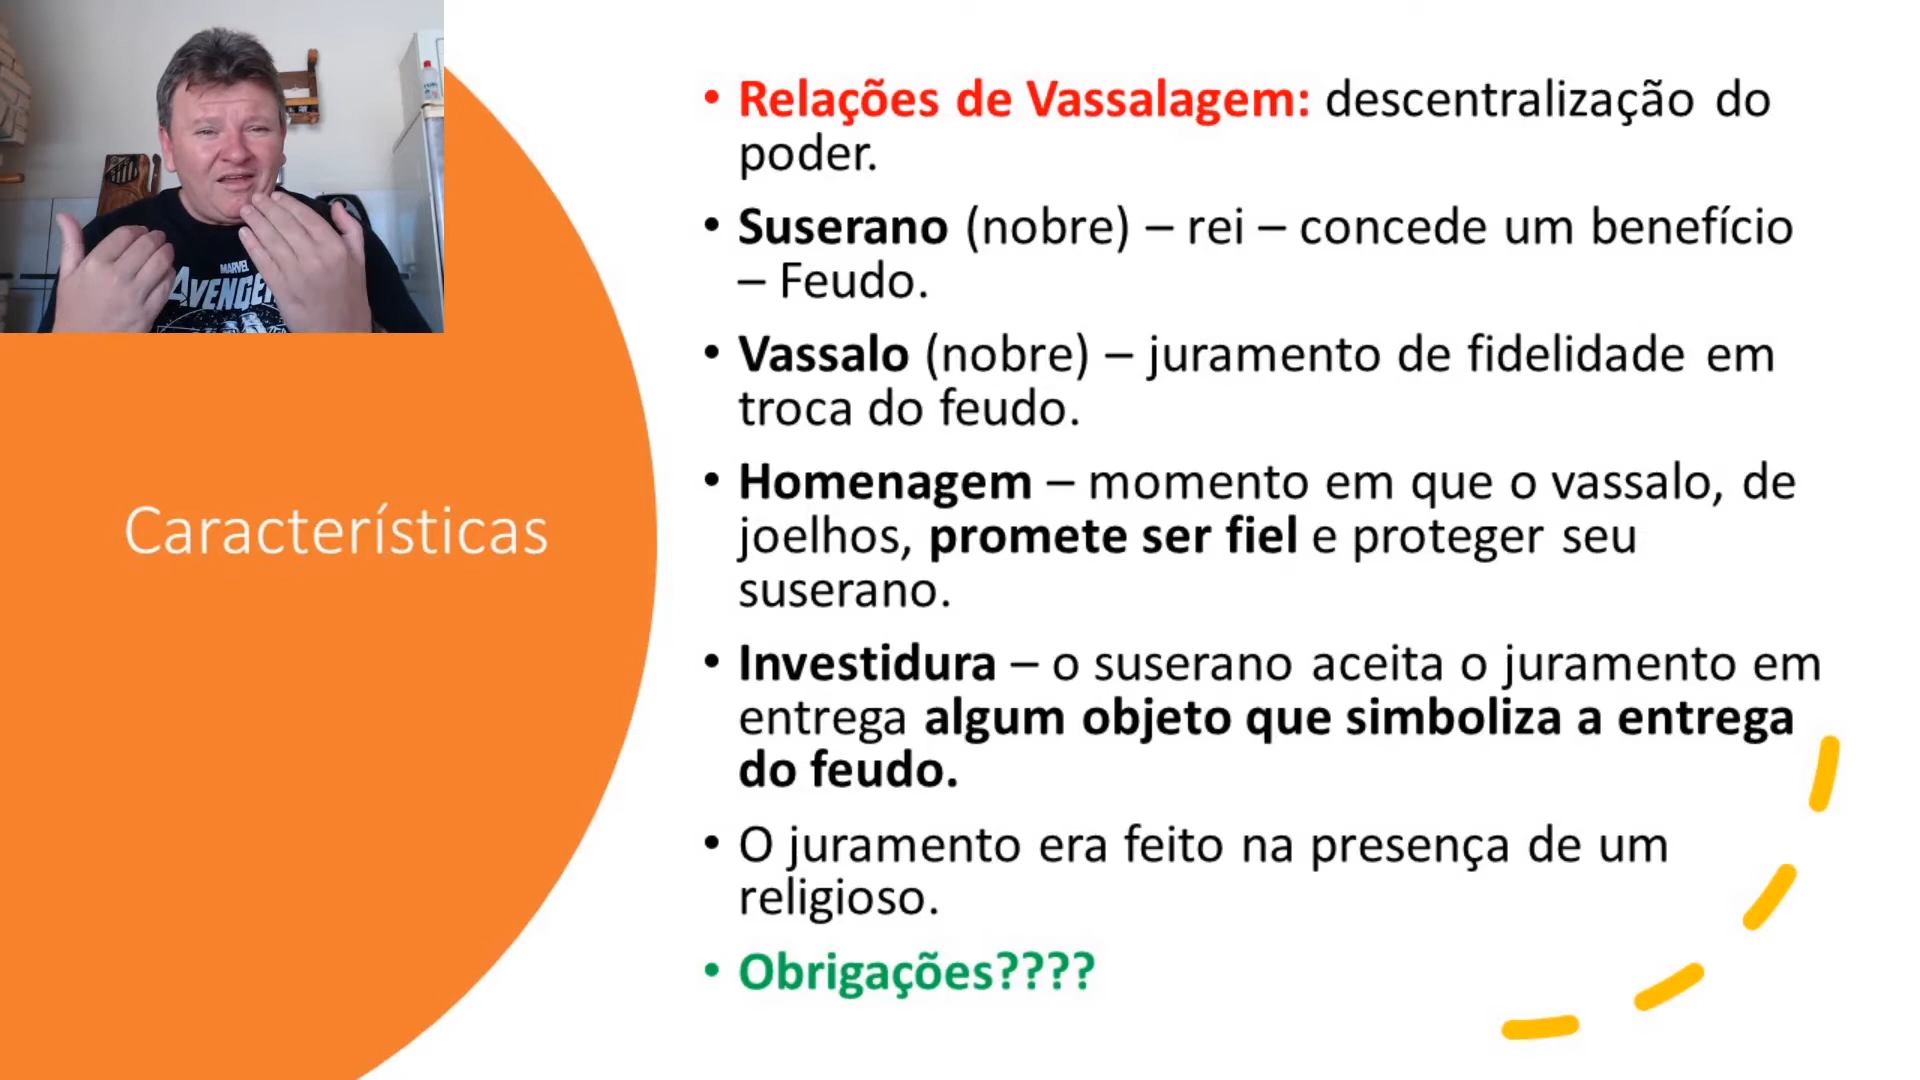 MARVEL
AVENGE
Características
• Relações de Vassalagem: descentralização do
poder.
• Suserano (nobre) – rei – concede um benefício
– Feudo.
• Vassalo (nobre) – juramento de fidelidade em
troca do feudo.
• Homenagem – momento em que o vassalo, de
joelhos, promete ser fiel e proteger seu
suserano.
• Investidura – o suserano aceita o juramento em
entrega algum objeto que simboliza a entrega
do feudo.
• O juramento era feito na presença de um
religioso.
• Obrigações????